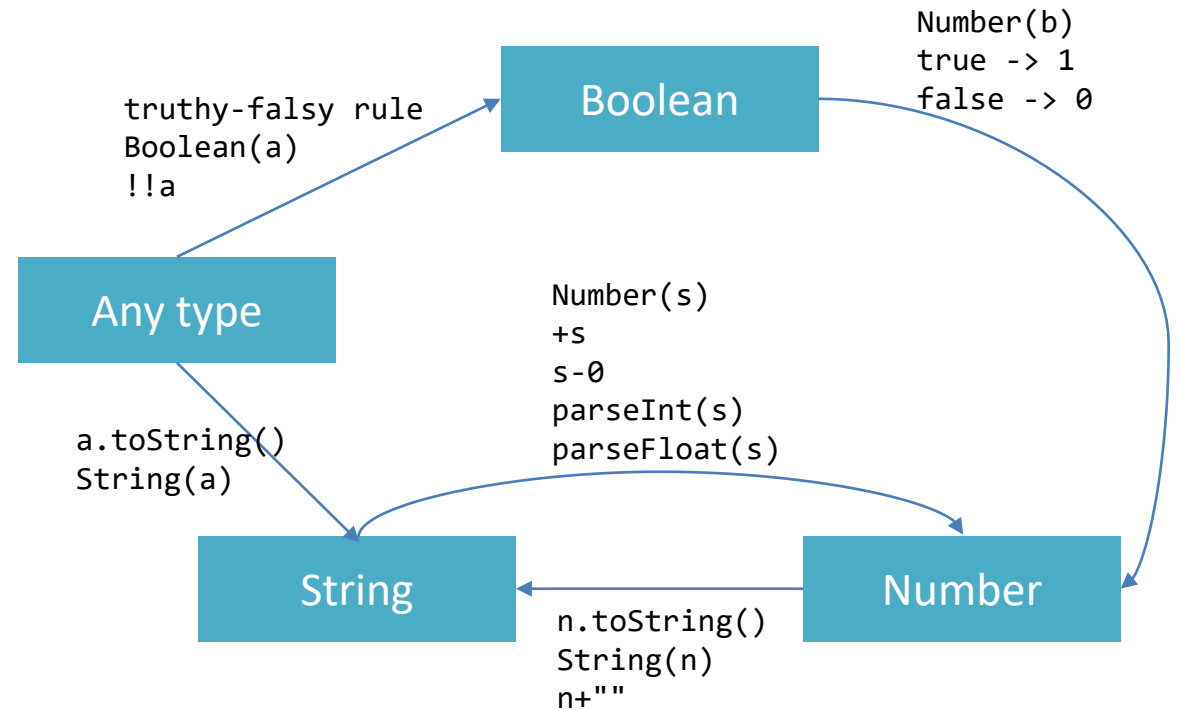 Number(b)
true -> 1
false -> 0
Boolean
truthy-falsy rule
Boolean(a)
!!a
Any type
Number(s)
+s
s-0
parseInt(s)
parseFloat(s)
a.toString()
String(a)
String
Number
n.toString()
String(n)
n+""